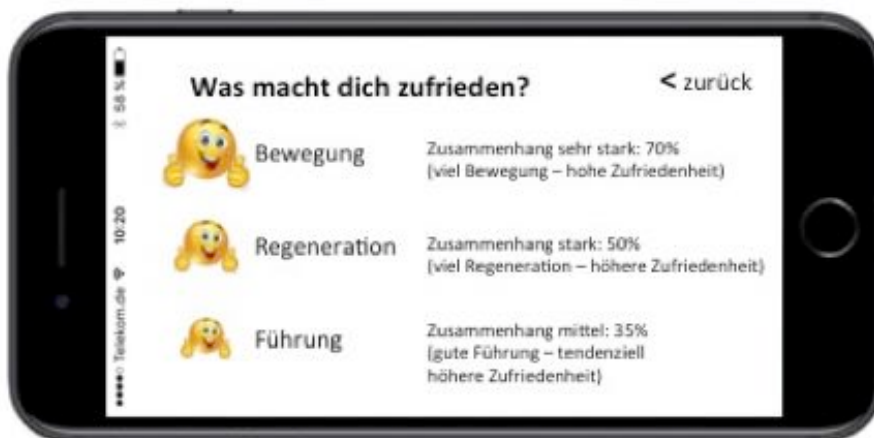 Was macht dich zufrieden?
< zurück
Bewegung
Zusammenhang sehr stark: 70%
(viel Bewegung – hohe Zufriedenheit)
Regeneration
Zusammenhang stark: 50%
(viel Regeneration – höhere Zufriedenheit)
Führung
Zusammenhang mittel: 35%
(gute Führung – tendenziell
höhere Zufriedenheit)
Telekom.de
10:20
58 %